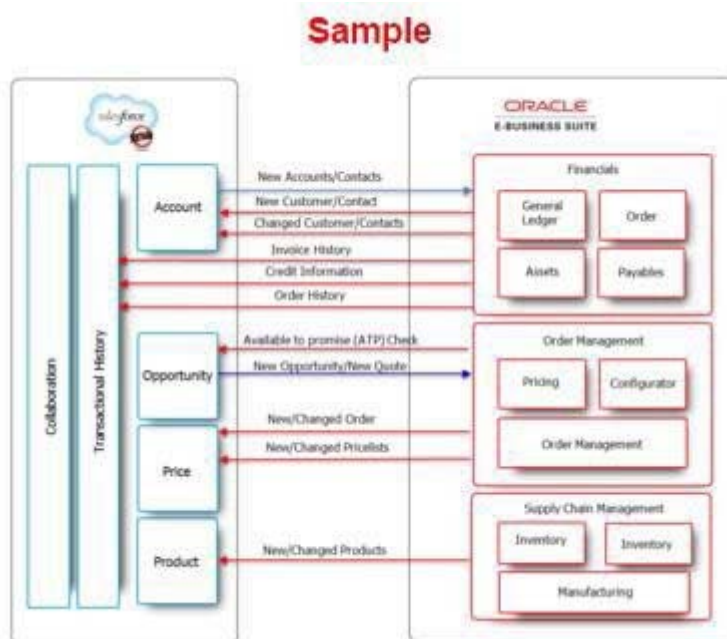 Sample
salesforce
ORACLE
E-BUSINESS SUITE
Collaboration
Transactional History
Account
Opportunity
Price
Product
New Accounts/Contacts
New Customer/Contact
Changed Customer/Contacts
Invoice History
Credit Information
Order History
Available to promise (ATP) Check
New Opportunity/New Quote
New/Changed Order
New/Changed Pricelists
New/Changed Products
Financials
General
Ledger
Order
Assets
Payables
Order Management
Pricing
Configurator
Order Management
Supply Chain Management
Inventory
Inventory
Manufacturing